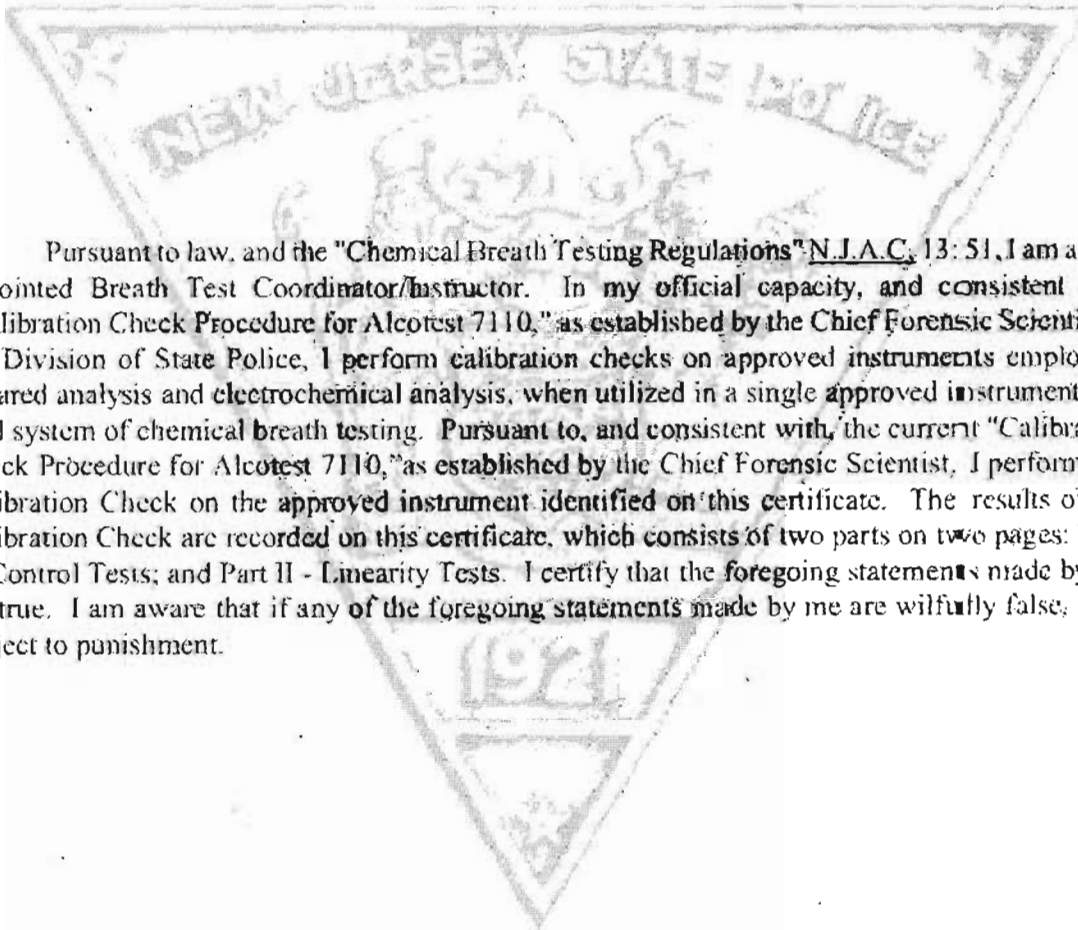 NEW JERSEY STATE POLICE
Pursuant to law, and the "Chemical Breath Testing Regulations" N.J.A.C. 13: 51, I am a
ointed Breath Test Coordinator/Instructor. In my official capacity, and consistent
libration Check Procedure for Alcotest 7110," as established by the Chief Forensic Scienti
Division of State Police, I perform calibration checks on approved instruments emplo
ared analysis and electrochemical analysis, when utilized in a single approved instrument
l system of chemical breath testing. Pursuant to, and consistent with, the current "Calibra
ck Procedure for Alcotest 7110," as established by the Chief Forensic Scientist, I perform
ibration Check on the approved instrument identified on this certificate. The results o
ibration Check are recorded on this certificate, which consists of two parts on two pages:
Control Tests; and Part II - Linearity Tests. I certify that the foregoing statements made by
true. I am aware that if any of the foregoing statements made by me are wilfully false,
ject to punishment.
1921